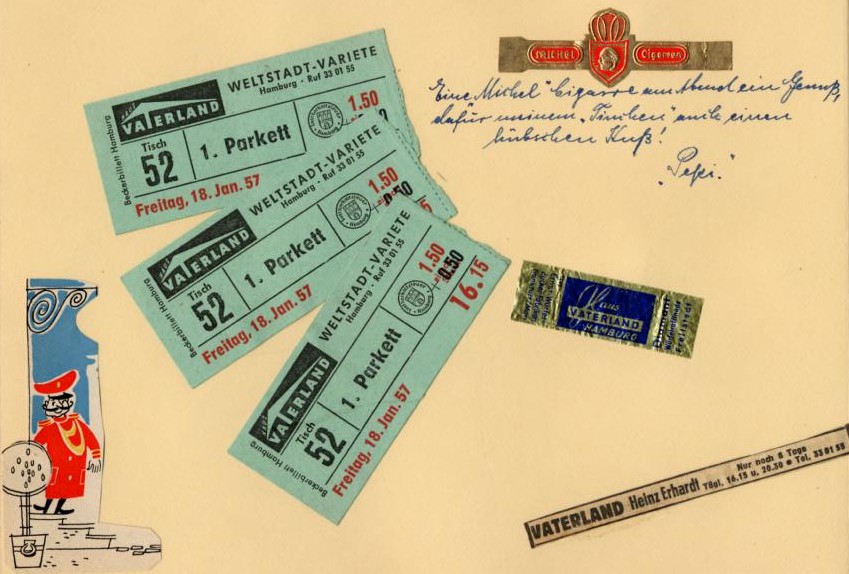 WELTSTADT-VARIETE
Hamburg · Ruf 33 01 55
VATERLAND
Tisch
52
1. Parkett
1.50
Freitag, 18. Jan. 57
Beckerbillett Hamburg
WELTSTADT-VARIETE
Hamburg · Ruf 33 01 55
VATERLAND
Tisch
52
1. Parkett
1.50
0.50
Freitag, 18. Jan. 57
Beckerbillett Hamburg
WELTSTADT-VARIETE
Hamburg · Ruf 33 01 55
VATERLAND
Tisch
52
1. Parkett
1.50
0.50
16.15
Freitag, 18. Jan. 57
Beckerbillett Hamburg
MICHEL Cigarren
Eine Michel "Cigarre am Abend ein Genuß,
dafür meinem auch einen
hübschen Kuß!
Haus
VATERLAND
HAMBURG
Nur noch 8 Tage
VATERLAND Heinz Erhardt Tägl. 16.15 u. 20.30 • Tel. 33 01 55